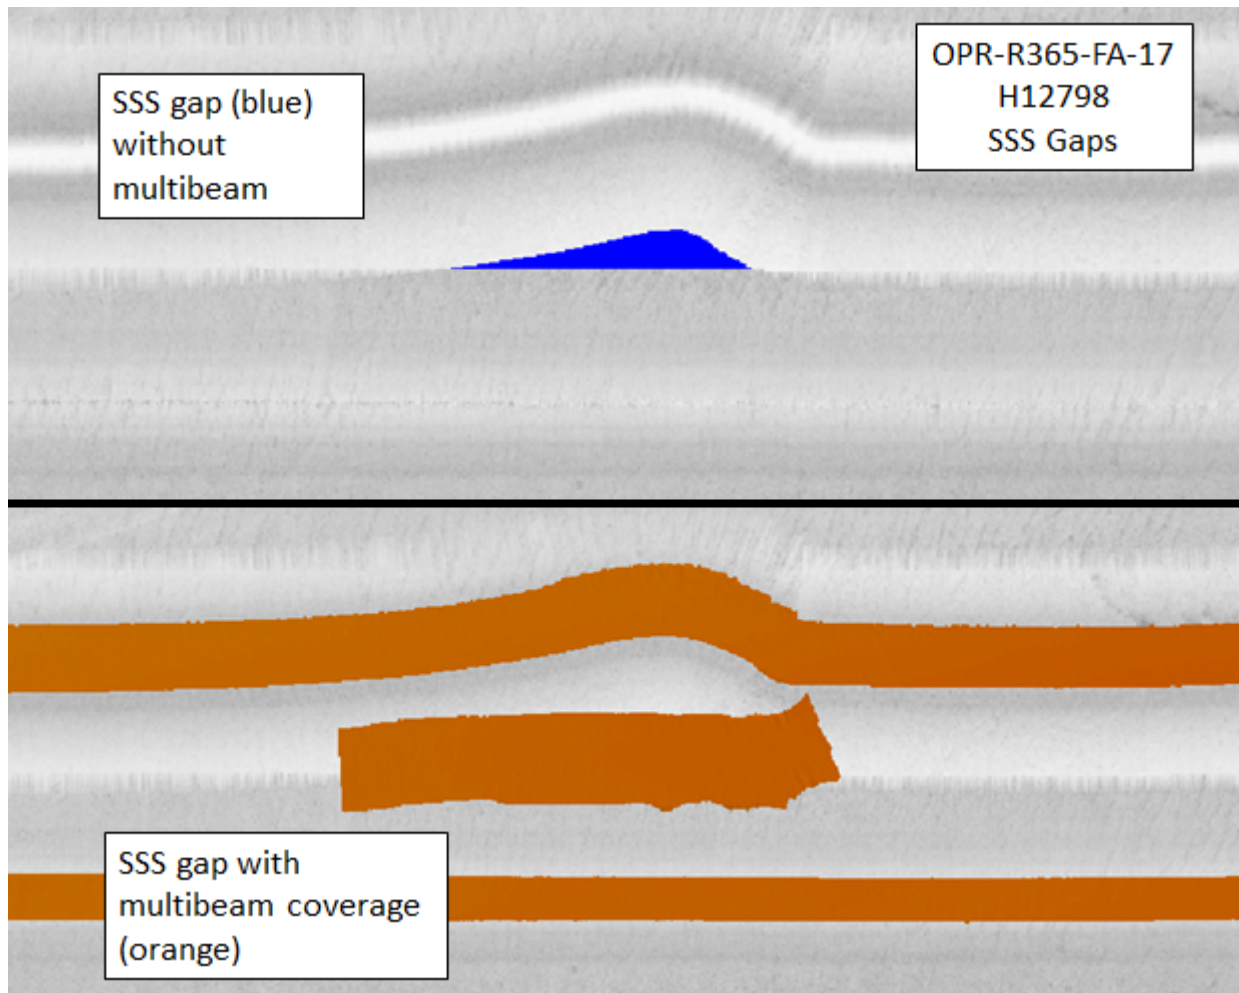 SSS gap (blue)
without
multibeam
OPR-R365-FA-17
H12798
SSS Gaps
SSS gap with
multibeam coverage
(orange)